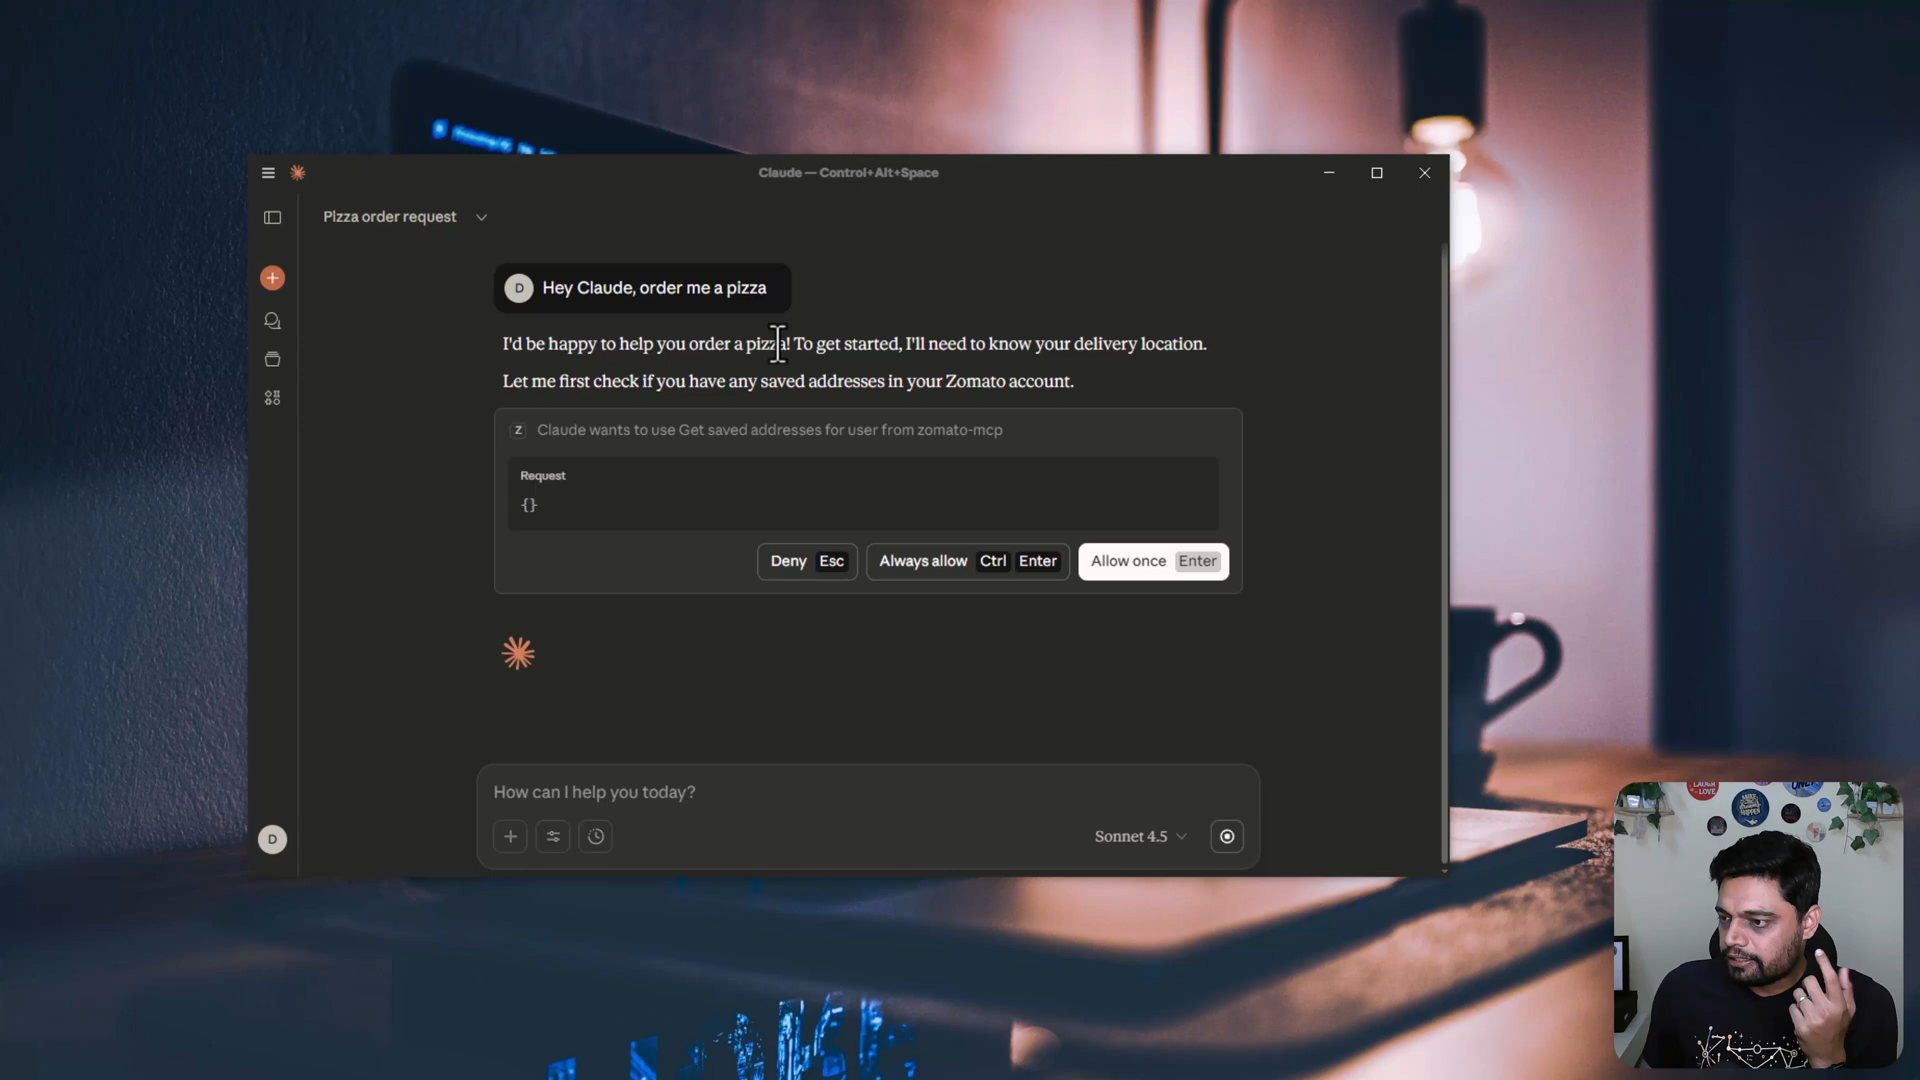 Claude — Control+Alt+Space
Pizza order request
D Hey Claude, order me a pizza
I'd be happy to help you order a pizza! To get started, I'll need to know your delivery location.
Let me first check if you have any saved addresses in your Zomato account.
Z Claude wants to use Get saved addresses for user from zomato-mcp
Request
{}
Deny Esc Always allow Ctrl Enter Allow once Enter
How can I help you today?
Sonnet 4.5
D
LAUGH
LOVE